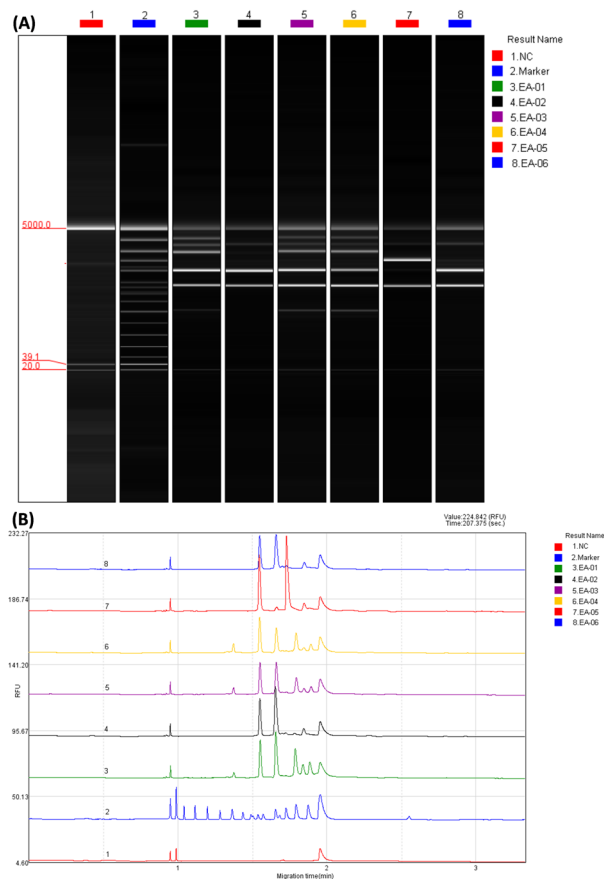 (A)
1 2 3 4 5 6 7 8
Result Name
1.NC
2.Marker
3.EA-01
4.EA-02
5.EA-03
6.EA-04
7.EA-05
8.EA-06
5000.0
39.1
20.0
(B)
Value:224.842 (RFU)
Time:207.375 (sec.)
232.27
186.74
141.20
95.67
50.13
4.60
RFU
8
7
6
5
4
3
2
1
1 2 3
Migration time(min)
Result Name
1.NC
2.Marker
3.EA-01
4.EA-02
5.EA-03
6.EA-04
7.EA-05
8.EA-06